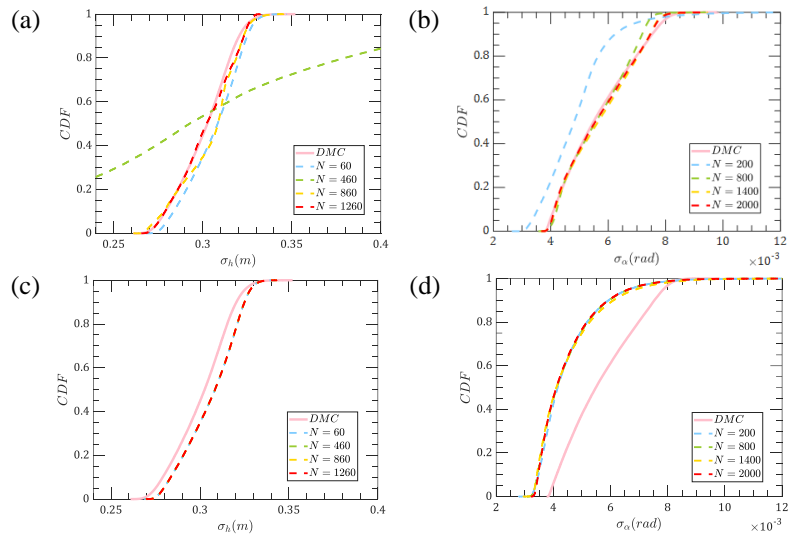 (a)
1
0.8
0.6
0.4
0.2
0
CDF
0.25
0.3
0.35
0.4
σ_h(m)
DMC
N = 60
N = 460
N = 860
N = 1260
(b)
1
0.8
0.6
0.4
0.2
0
CDF
2
4
6
8
10
12
×10⁻³
σ_α(rad)
DMC
N = 200
N = 800
N = 1400
N = 2000
(c)
1
0.8
0.6
0.4
0.2
0
CDF
0.25
0.3
0.35
0.4
σ_h(m)
DMC
N = 60
N = 460
N = 860
N = 1260
(d)
1
0.8
0.6
0.4
0.2
0
CDF
2
4
6
8
10
12
×10⁻³
σ_α(rad)
DMC
N = 200
N = 800
N = 1400
N = 2000